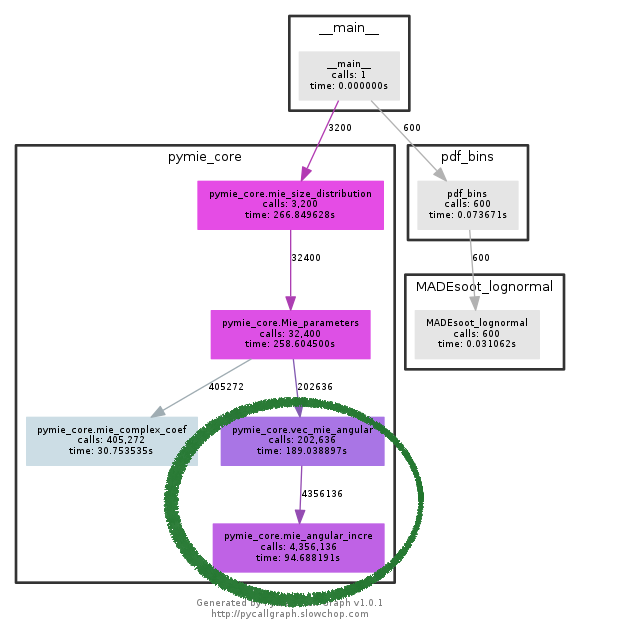 __main__
__main__
calls: 1
time: 0.000000s
3200
600
pymie_core
pdf_bins
pymie_core.mie_size_distribution
calls: 3,200
time: 266.849628s
pdf_bins
calls: 600
time: 0.073671s
32400
600
MADEsoot_lognormal
pymie_core.Mie_parameters
calls: 32,400
time: 258.604500s
MADEsoot_lognormal
calls: 600
time: 0.031062s
405272
202636
pymie_core.mie_complex_coef
calls: 405,272
time: 30.753535s
pymie_core.vec_mie_angular
calls: 202,636
time: 189.038897s
4356136
pymie_core.mie_angular_incre
calls: 4,356,136
time: 94.688191s
Generated by Graph v1.0.1
http://pycallgraph.slowchop.com